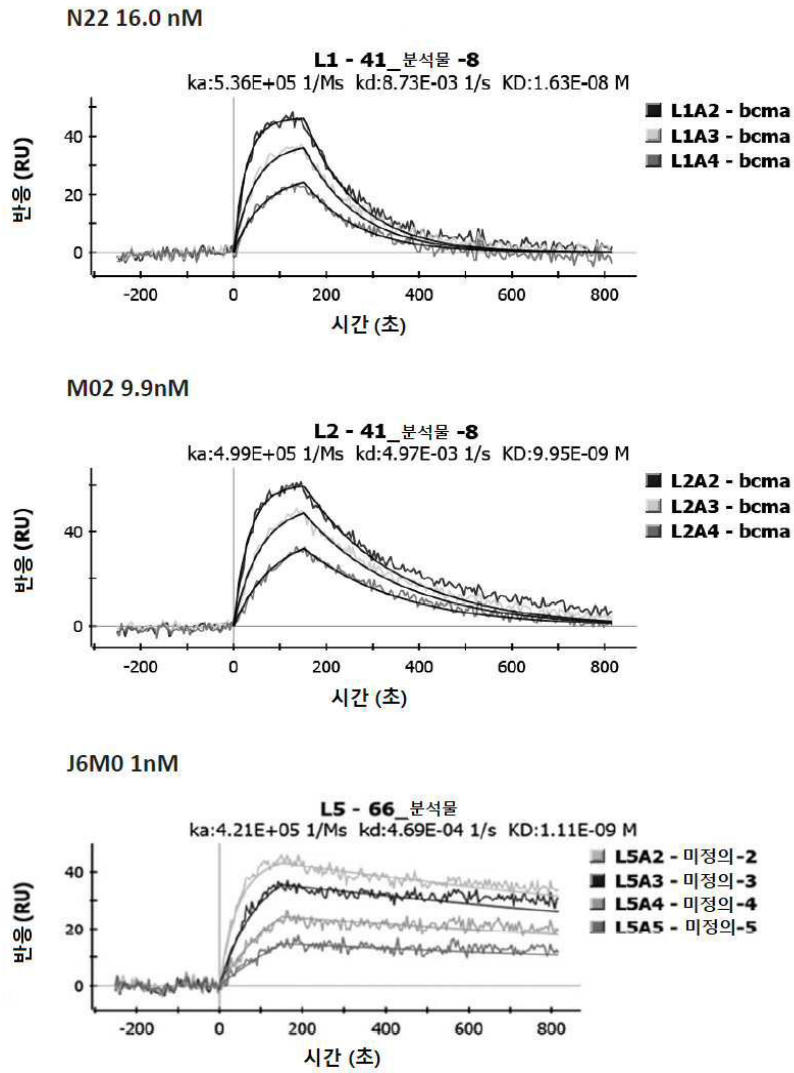 N22 16.0 nM
L1 - 41_분석물 -8
ka:5.36E+05 1/Ms kd:8.73E-03 1/s KD:1.63E-08 M
L1A2 - bcma
L1A3 - bcma
L1A4 - bcma
반응 (RU)
40
20
0
-200 0 200 400 600 800
시간 (초)
M02 9.9nM
L2 - 41_분석물 -8
ka:4.99E+05 1/Ms kd:4.97E-03 1/s KD:9.95E-09 M
L2A2 - bcma
L2A3 - bcma
L2A4 - bcma
반응 (RU)
40
0
-200 0 200 400 600 800
시간 (초)
J6M0 1nM
L5 - 66_분석물
ka:4.21E+05 1/Ms kd:4.69E-04 1/s KD:1.11E-09 M
L5A2 - 미정의-2
L5A3 - 미정의-3
L5A4 - 미정의-4
L5A5 - 미정의-5
반응 (RU)
40
20
0
-200 0 200 400 600 800
시간 (초)